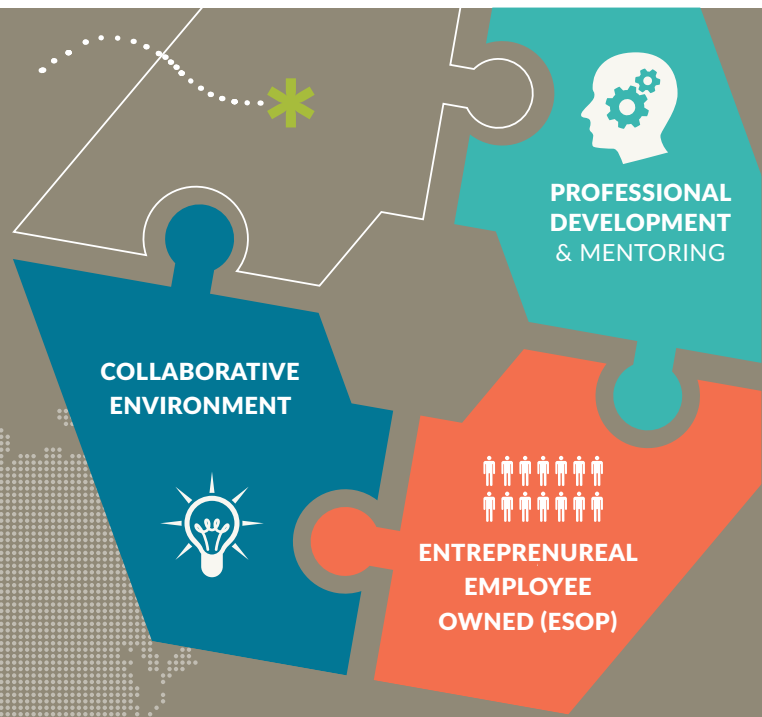 PROFESSIONAL
DEVELOPMENT
& MENTORING
COLLABORATIVE
ENVIRONMENT
ENTREPRENUREAL
EMPLOYEE
OWNED (ESOP)